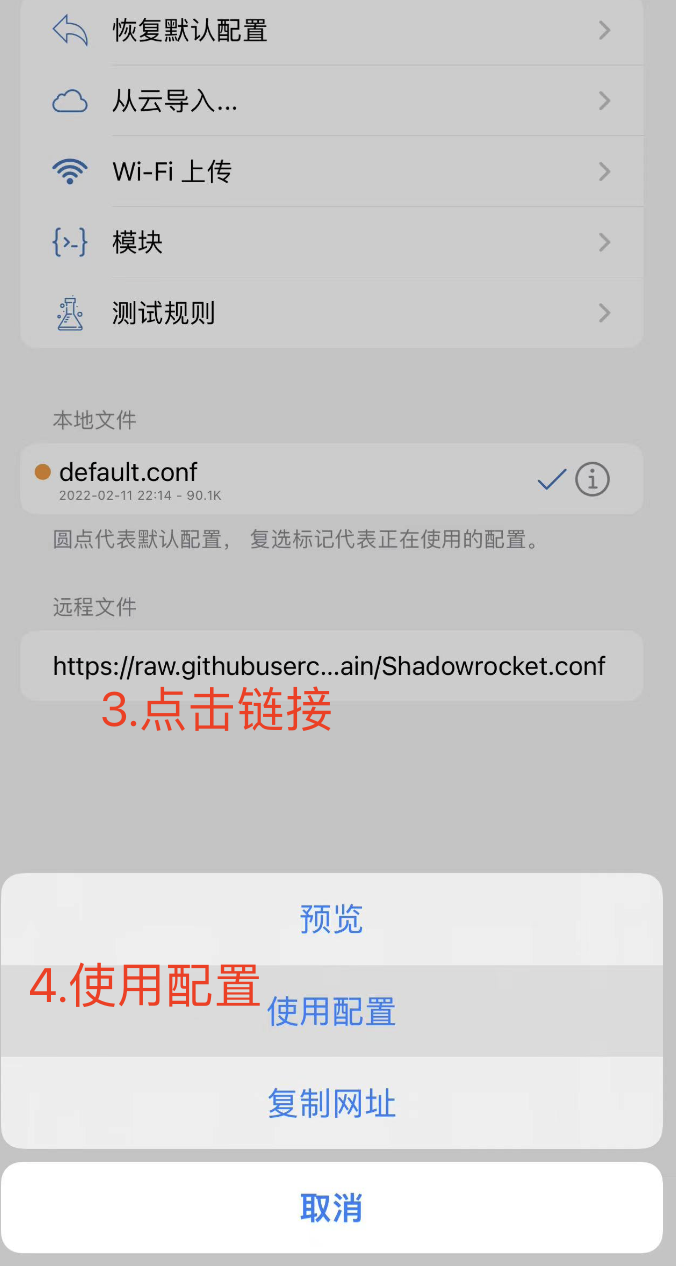 恢复默认配置
从云导入...
Wi-Fi 上传
模块
测试规则
本地文件
default.conf
2022-02-11 22:14 - 90.1K
圆点代表默认配置， 复选标记代表正在使用的配置。
远程文件
https://raw.githubuserc...ain/Shadowrocket.conf
3.点击链接
预览
4.使用配置
使用配置
复制网址
取消